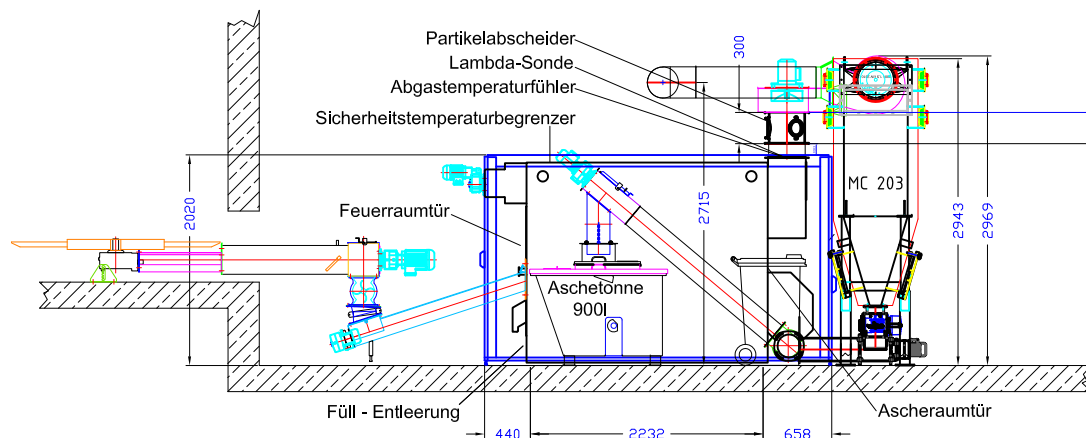 Partikelabscheider
Lambda-Sonde
Abgastemperaturfühler
Sicherheitstemperaturbegrenzer
300
MC 203
2020
Feuerraumtür
2715
2943
2969
Aschetonne
900l
Füll - Entleerung
Ascheraumtür
440
2232
658